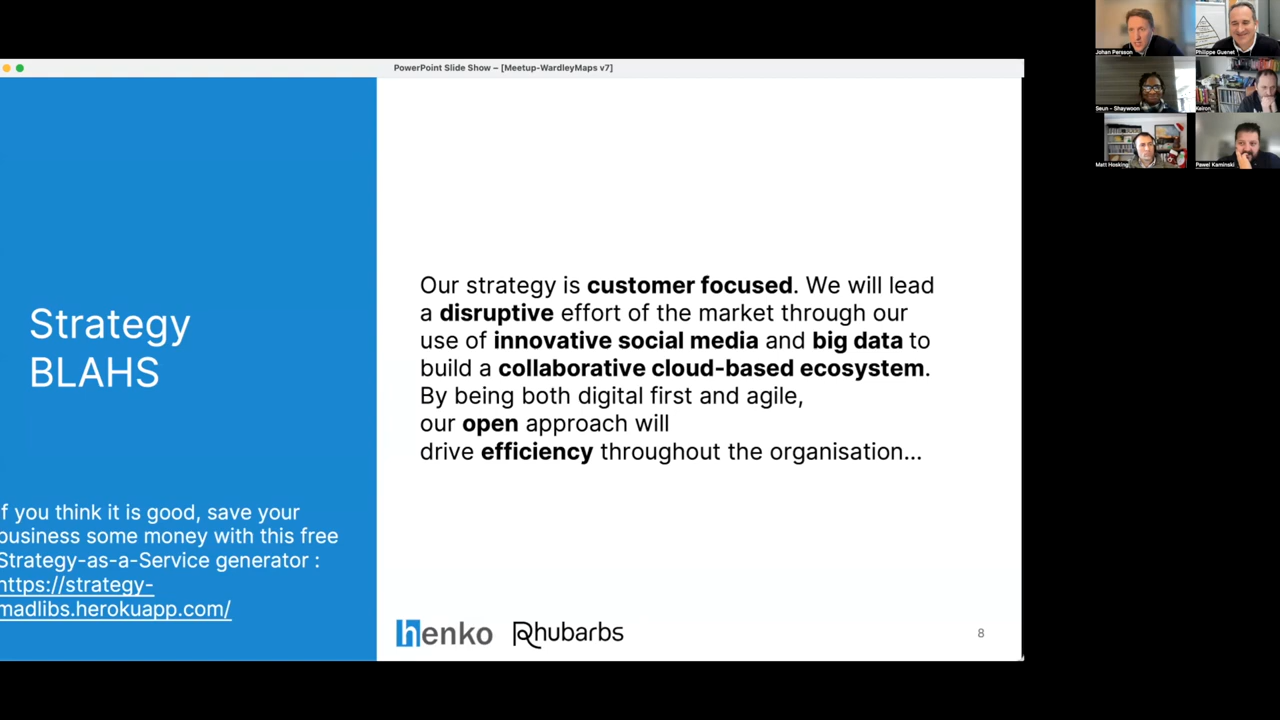 PowerPoint Slide Show – [Meetup-WardleyMaps v7]
Strategy
BLAHS
f you think it is good, save your
business some money with this free
Strategy-as-a-Service generator :
https://strategy-
madlibs.herokuapp.com/
Our strategy is customer focused. We will lead
a disruptive effort of the market through our
use of innovative social media and big data to
build a collaborative cloud-based ecosystem.
By being both digital first and agile,
our open approach will
drive efficiency throughout the organisation...
henko
Rhubarbs
8
Johan Persson
Philippe Guenet
Seun - Shaywoon
Keiron
Matt Hosking
Pawel Kaminski